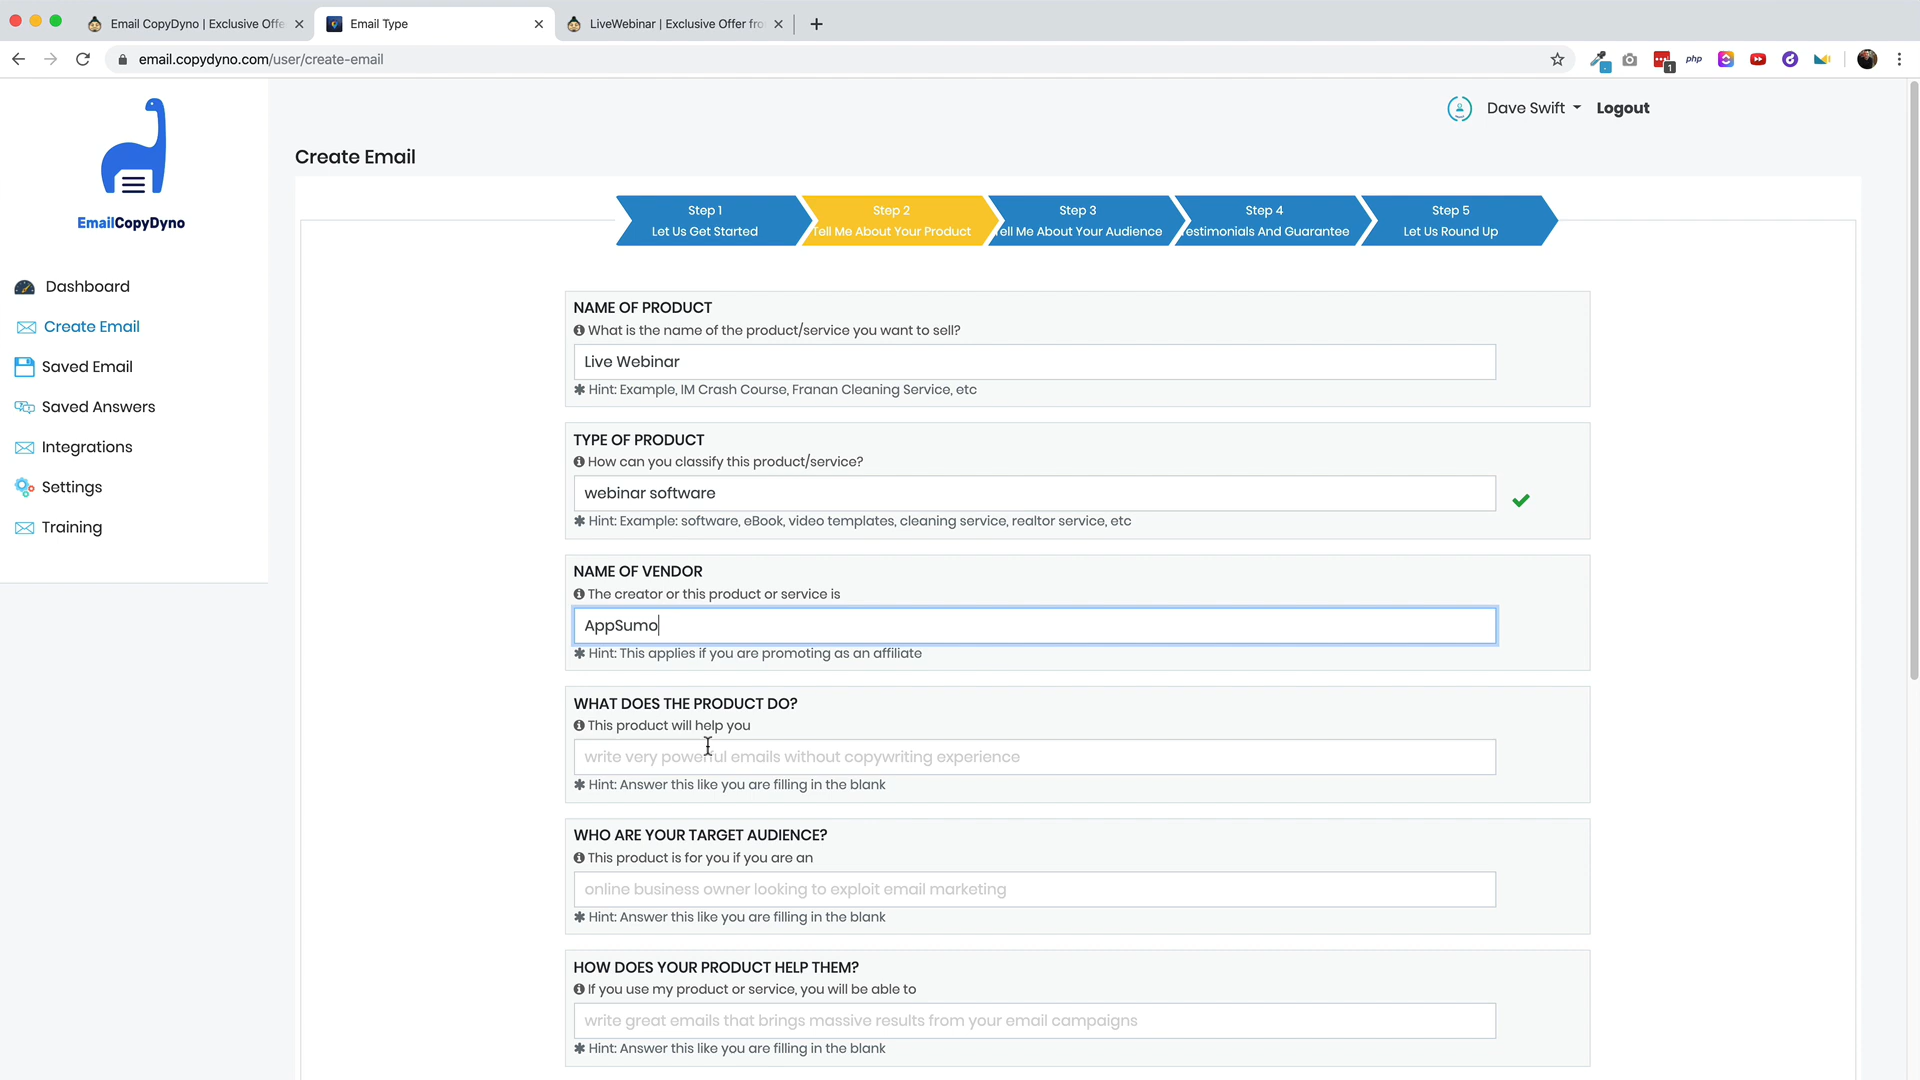 Email CopyDyno | Exclusive Offe
Email Type
LiveWebinar | Exclusive Offer fro
email.copydyno.com/user/create-email
1
php
EmailCopyDyno
Dashboard
Create Email
Saved Email
Saved Answers
Integrations
Settings
Training
Dave Swift
Logout
Create Email
Step 1
Let Us Get Started
Step 2
Tell Me About Your Product
Step 3
Tell Me About Your Audience
Step 4
estimonials And Guarantee
Step 5
Let Us Round Up
NAME OF PRODUCT
What is the name of the product/service you want to sell?
Live Webinar
✱ Hint: Example, IM Crash Course, Franan Cleaning Service, etc
TYPE OF PRODUCT
How can you classify this product/service?
webinar software
✱ Hint: Example: software, eBook, video templates, cleaning service, realtor service, etc
NAME OF VENDOR
The creator or this product or service is
AppSumo
✱ Hint: This applies if you are promoting as an affiliate
WHAT DOES THE PRODUCT DO?
This product will help you
write very powerful emails without copywriting experience
✱ Hint: Answer this like you are filling in the blank
WHO ARE YOUR TARGET AUDIENCE?
This product is for you if you are an
online business owner looking to exploit email marketing
✱ Hint: Answer this like you are filling in the blank
HOW DOES YOUR PRODUCT HELP THEM?
If you use my product or service, you will be able to
write great emails that brings massive results from your email campaigns
✱ Hint: Answer this like you are filling in the blank